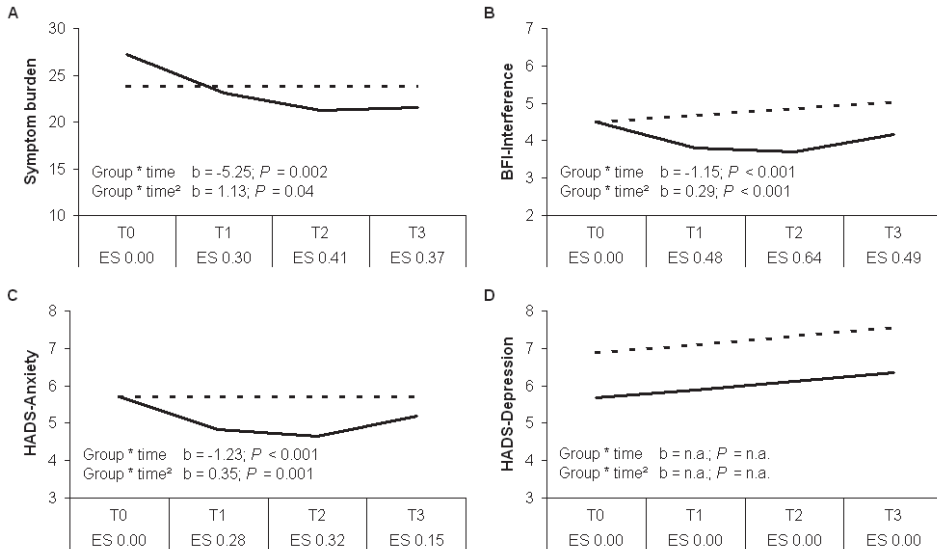 A
Symptom burden
30
25
20
15
10
Group * time b = -5.25; P = 0.002
Group * time² b = 1.13; P = 0.04
T0 T1 T2 T3
ES 0.00 ES 0.30 ES 0.41 ES 0.37
B
BFI-Interference
7
6
5
4
3
2
Group * time b = -1.15; P < 0.001
Group * time² b = 0.29; P < 0.001
T0 T1 T2 T3
ES 0.00 ES 0.48 ES 0.64 ES 0.49
C
HADS-Anxiety
8
7
6
5
4
3
Group * time b = -1.23; P < 0.001
Group * time² b = 0.35; P = 0.001
T0 T1 T2 T3
ES 0.00 ES 0.28 ES 0.32 ES 0.15
D
HADS-Depression
8
7
6
5
4
3
Group * time b = n.a.; P = n.a.
Group * time² b = n.a.; P = n.a.
T0 T1 T2 T3
ES 0.00 ES 0.00 ES 0.00 ES 0.00